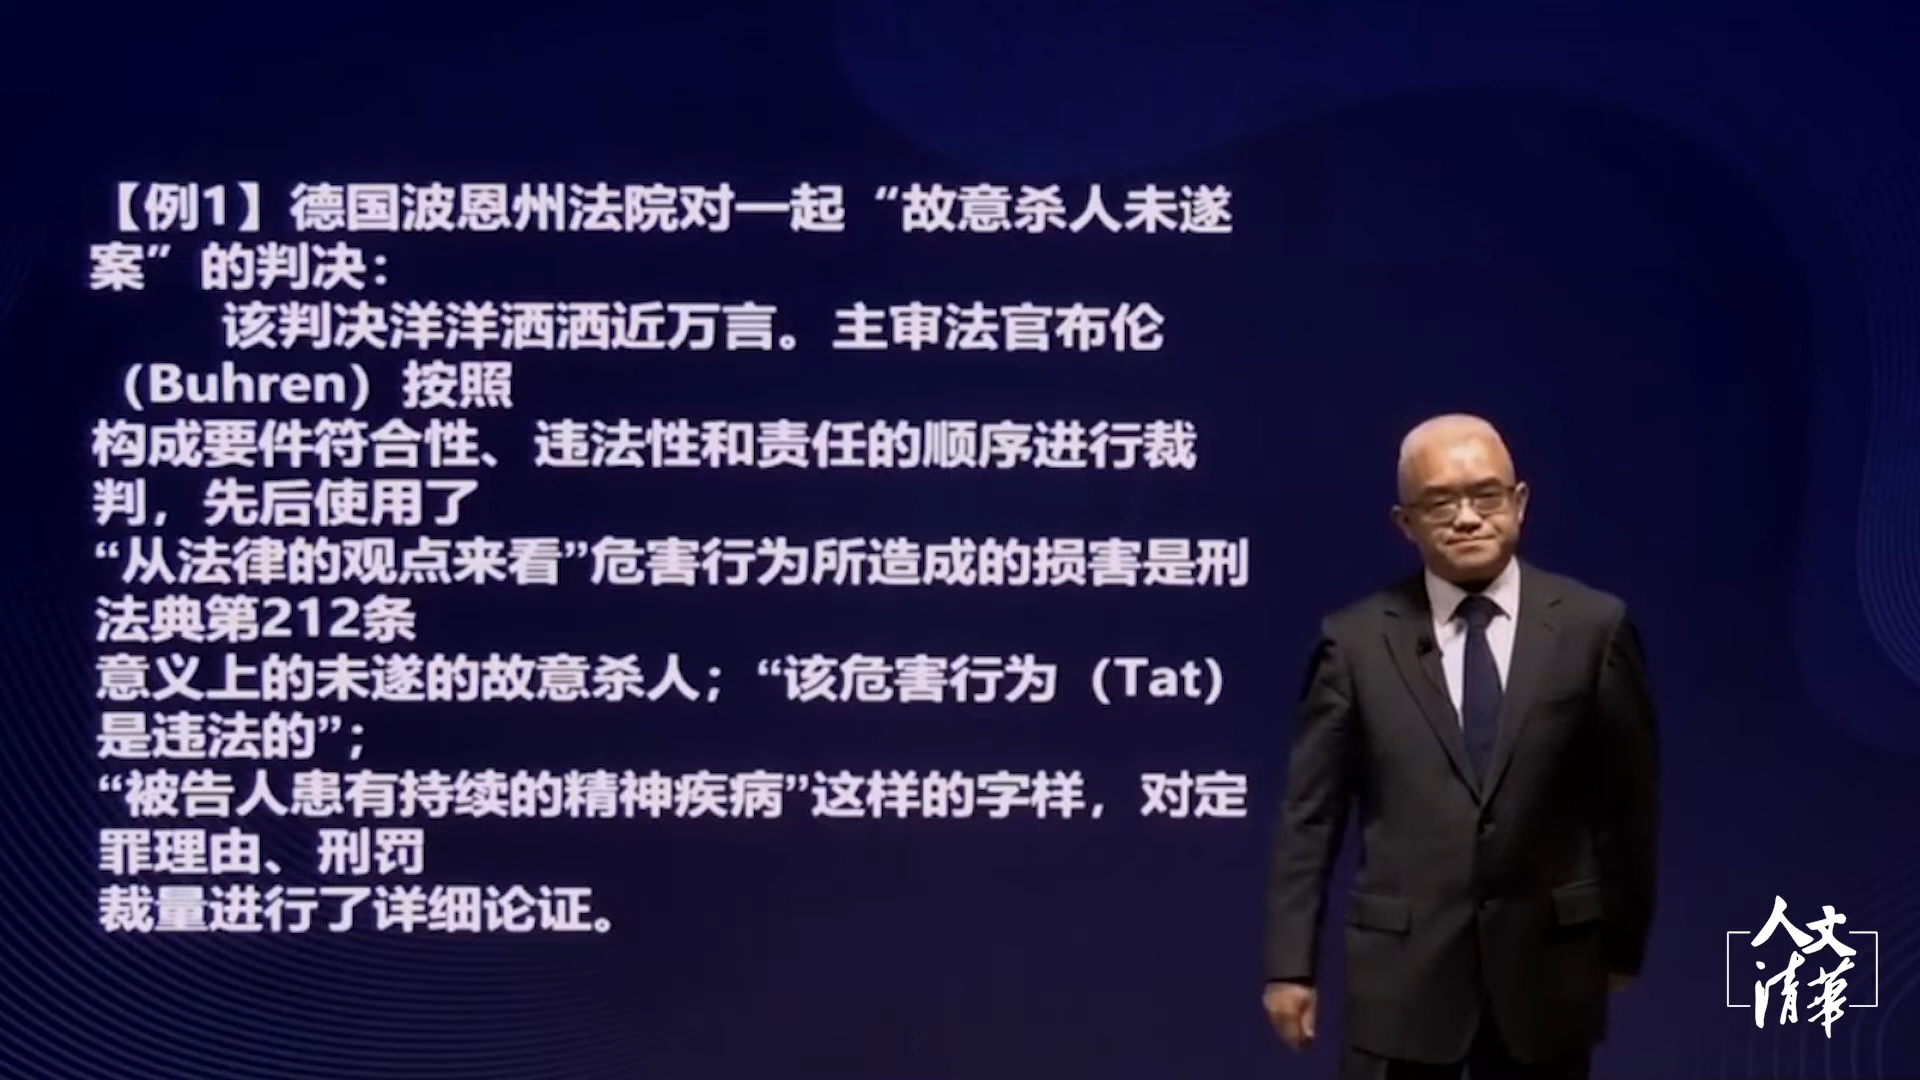 【例1】德国波恩州法院对一起“故意杀人未遂
案”的判决：
该判决洋洋洒洒近万言。主审法官布伦
（Buhren）按照
构成要件符合性、违法性和责任的顺序进行裁
判，先后使用了
“从法律的观点来看”危害行为所造成的损害是刑
法典第212条
意义上的未遂的故意杀人；“该危害行为（Tat）
是违法的”；
“被告人患有持续的精神疾病”这样的字样，对定
罪理由、刑罚
裁量进行了详细论证。
人文
清華